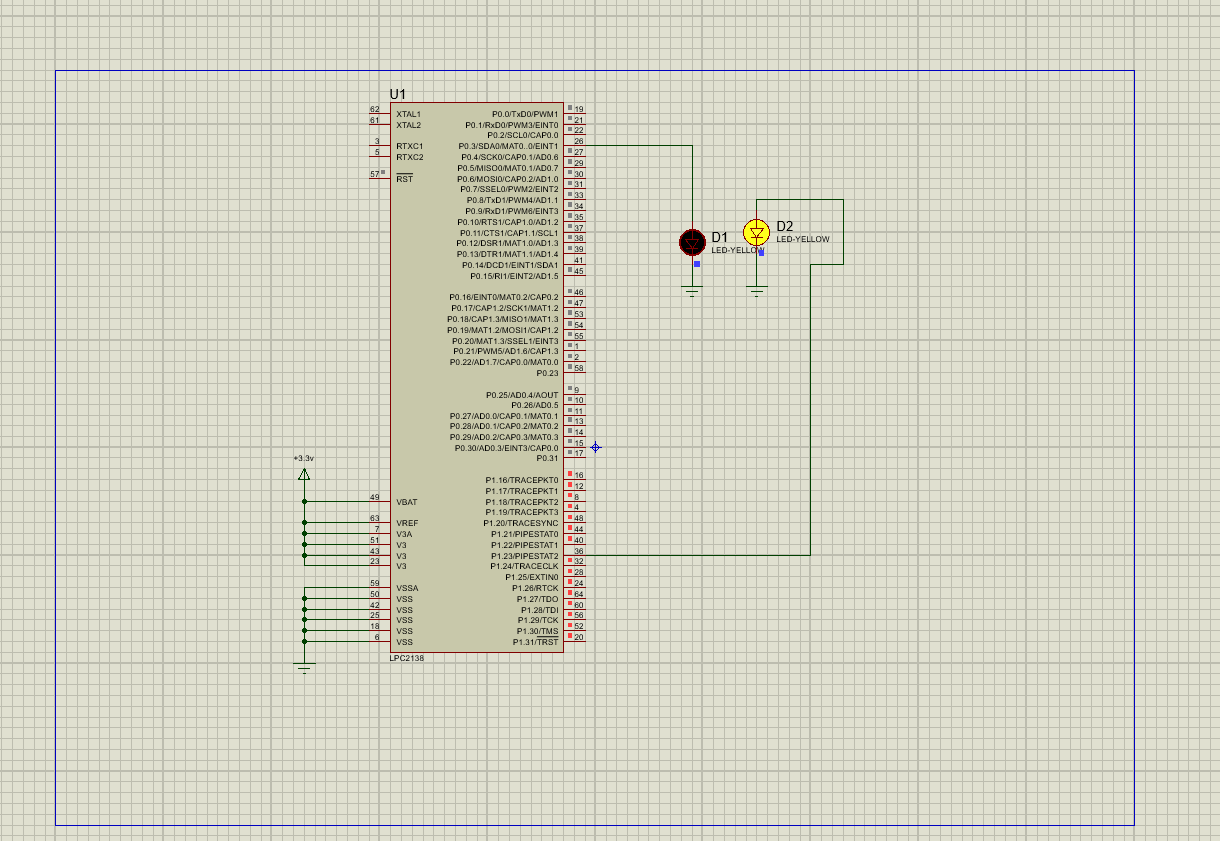 U1
62 XTAL1 P0.0/TxD0/PWM1 19
61 XTAL2 P0.1/RxD0/PWM3/EINT0 21
P0.2/SCL0/CAP0.0 22
3 RTXC1 P0.3/SDA0/MAT0..0/EINT1 26
5 RTXC2 P0.4/SCK0/CAP0.1/AD0.6 27
P0.5/MISO0/MAT0.1/AD0.7 29
57 RST P0.6/MOSI0/CAP0.2/AD1.0 30
P0.7/SSEL0/PWM2/EINT2 31
P0.8/TxD1/PWM4/AD1.1 33
P0.9/RxD1/PWM6/EINT3 34
P0.10/RTS1/CAP1.0/AD1.2 35
P0.11/CTS1/CAP1.1/SCL1 37
P0.12/DSR1/MAT1.0/AD1.3 38
P0.13/DTR1/MAT1.1/AD1.4 39
P0.14/DCD1/EINT1/SDA1 41
P0.15/RI1/EINT2/AD1.5 45
D1
LED-YELLOW
D2
LED-YELLOW
P0.16/EINT0/MAT0.2/CAP0.2 46
P0.17/CAP1.2/SCK1/MAT1.2 47
P0.18/CAP1.3/MISO1/MAT1.3 53
P0.19/MAT1.2/MOSI1/CAP1.2 54
P0.20/MAT1.3/SSEL1/EINT3 55
P0.21/PWM5/AD1.6/CAP1.3 1
P0.22/AD1.7/CAP0.0/MAT0.0 2
P0.23 58
P0.25/AD0.4/AOUT 9
P0.26/AD0.5 10
P0.27/AD0.0/CAP0.1/MAT0.1 11
P0.28/AD0.1/CAP0.2/MAT0.2 13
P0.29/AD0.2/CAP0.3/MAT0.3 14
P0.30/AD0.3/EINT3/CAP0.0 15
P0.31 17
+3.3v
P1.16/TRACEPKT0 16
P1.17/TRACEPKT1 12
49 VBAT P1.18/TRACEPKT2 8
P1.19/TRACEPKT3 4
63 VREF P1.20/TRACESYNC 48
7 V3A P1.21/PIPESTAT0 44
51 V3 P1.22/PIPESTAT1 40
43 V3 P1.23/PIPESTAT2 36
23 V3 P1.24/TRACECLK 32
P1.25/EXTIN0 28
59 VSSA P1.26/RTCK 24
50 VSS P1.27/TDO 64
42 VSS P1.28/TDI 60
25 VSS P1.29/TCK 56
18 VSS P1.30/TMS 52
6 VSS P1.31/TRST 20
LPC2138